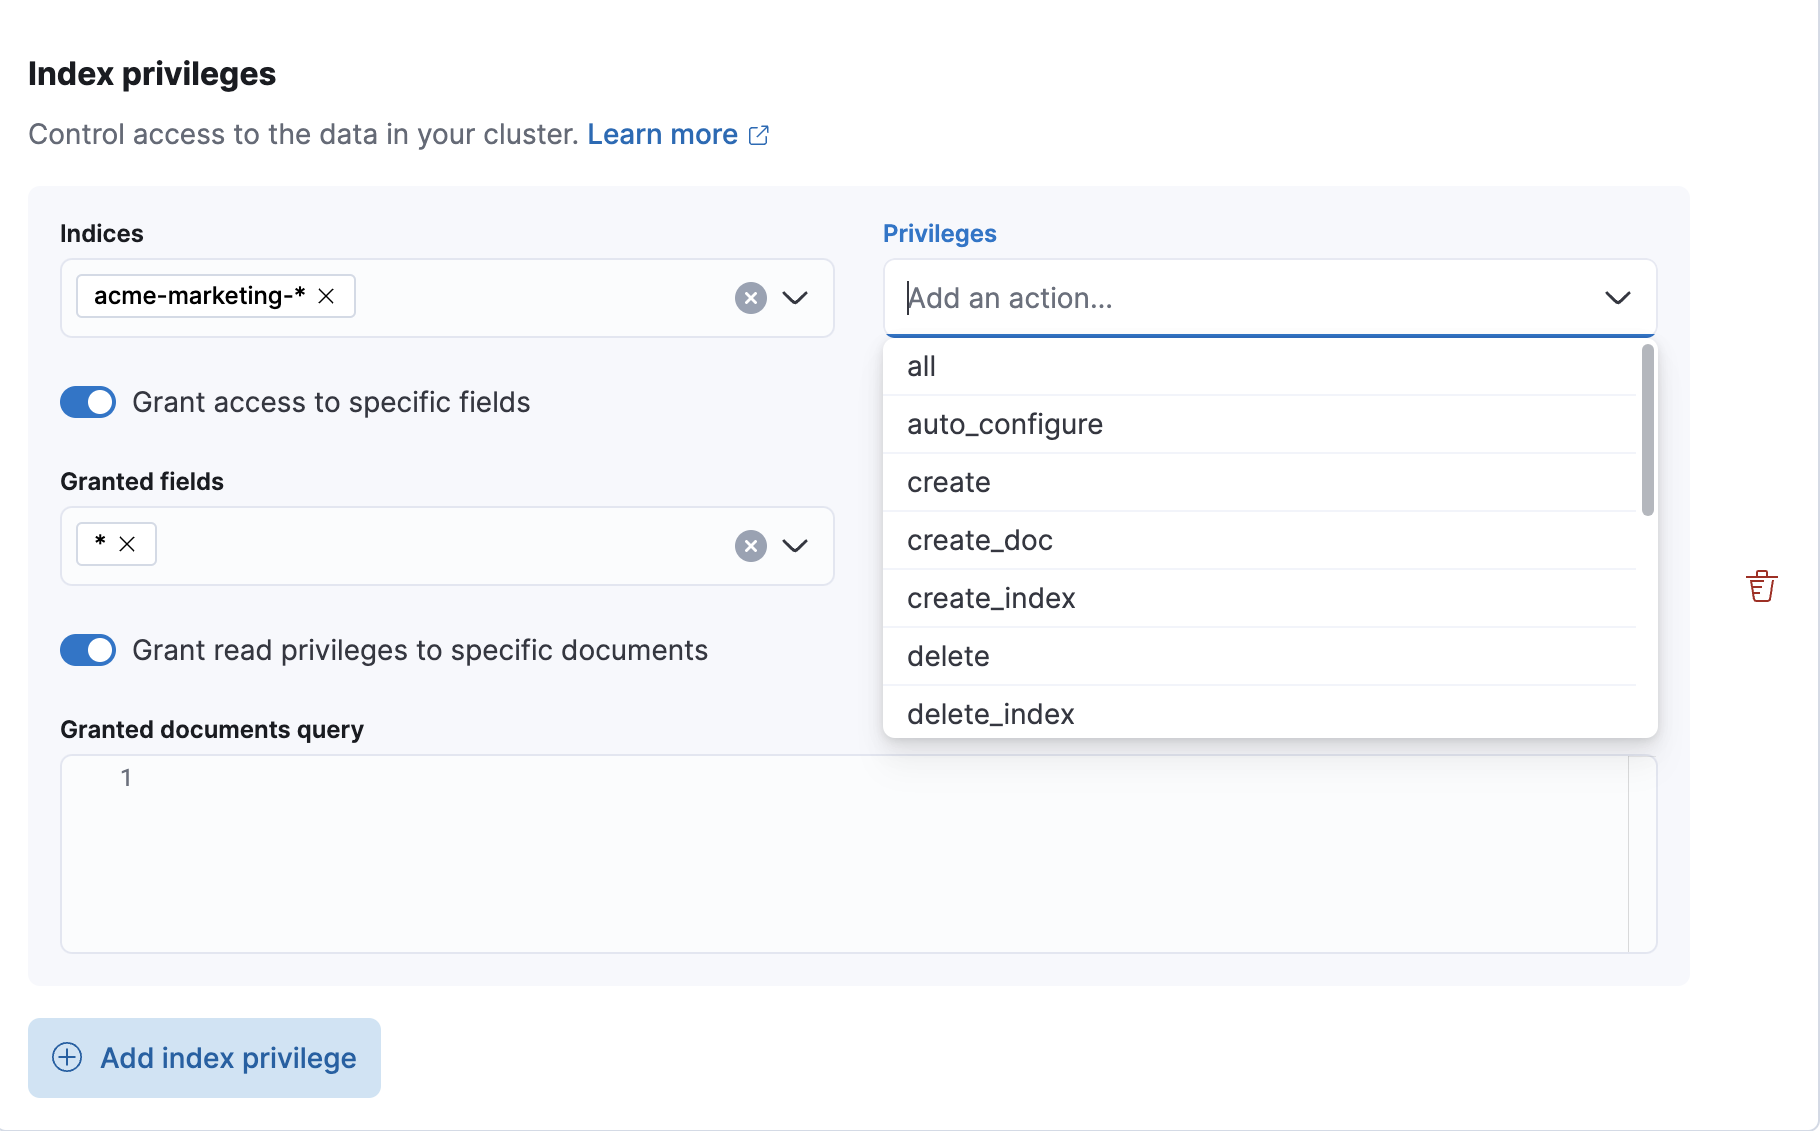 Index privileges
Control access to the data in your cluster. Learn more
Indices
acme-marketing-*
Privileges
Add an action...
all
auto_configure
create
create_doc
create_index
delete
delete_index
Grant access to specific fields
Granted fields
*
Grant read privileges to specific documents
Granted documents query
1
Add index privilege